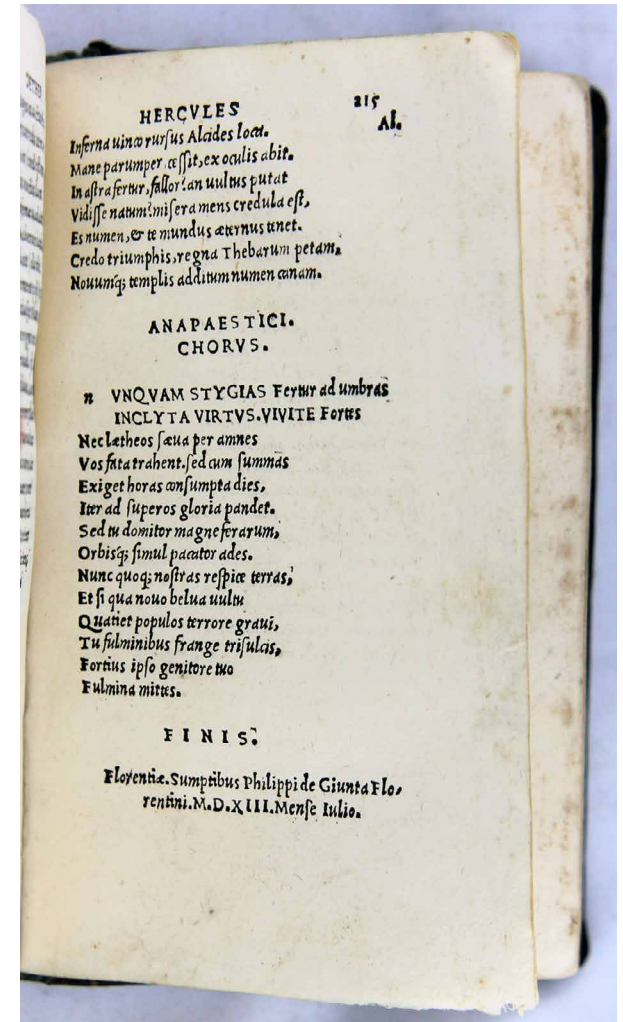 HERCVLES 215
Al.
Inferna uinco rursus Alcides loca.
Mane parumper, cessit, ex oculis abit.
In astra fertur, fallor? an uultus putat
Vidisse natum? misera mens credula est,
Es numen, & te mundus æternus tenet.
Credo triumphis, regna Thebarum petam,
Nouumq; templis additum numen canam.
ANAPAESTICI.
CHORVS.
n VNQVAM STYGIAS Fertur ad umbras
INCLYTA VIRTVS. VIVITE Fortes
Nec lætheos sæua per amnes
Vos fata trahent. sed cum summas
Exiget horas consumpta dies,
Iter ad superos gloria pandet.
Sed tu domitor magne ferarum,
Orbisq; simul pacator ades.
Nunc quoq; nostras respice terras,
Et si qua nouo belua uultu
Quatiet populos terrore graui,
Tu fulminibus frange trisulcis,
Fortius ipso genitore tuo
Fulmina mittes.
FINIS.
Florentiæ. Sumptibus Philippi de Giunta Flo-
rentini. M.D.XIII. Mense Iulio.